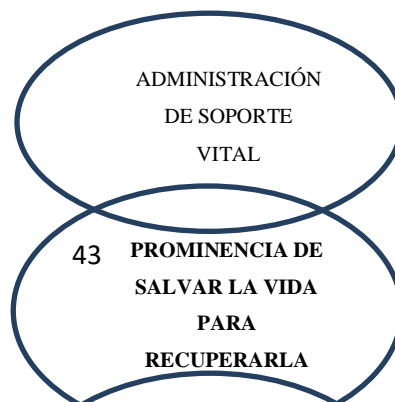 ADMINISTRACIÓN
DE SOPORTE
VITAL
43 PROMINENCIA DE
SALVAR LA VIDA
PARA
RECUPERARLA